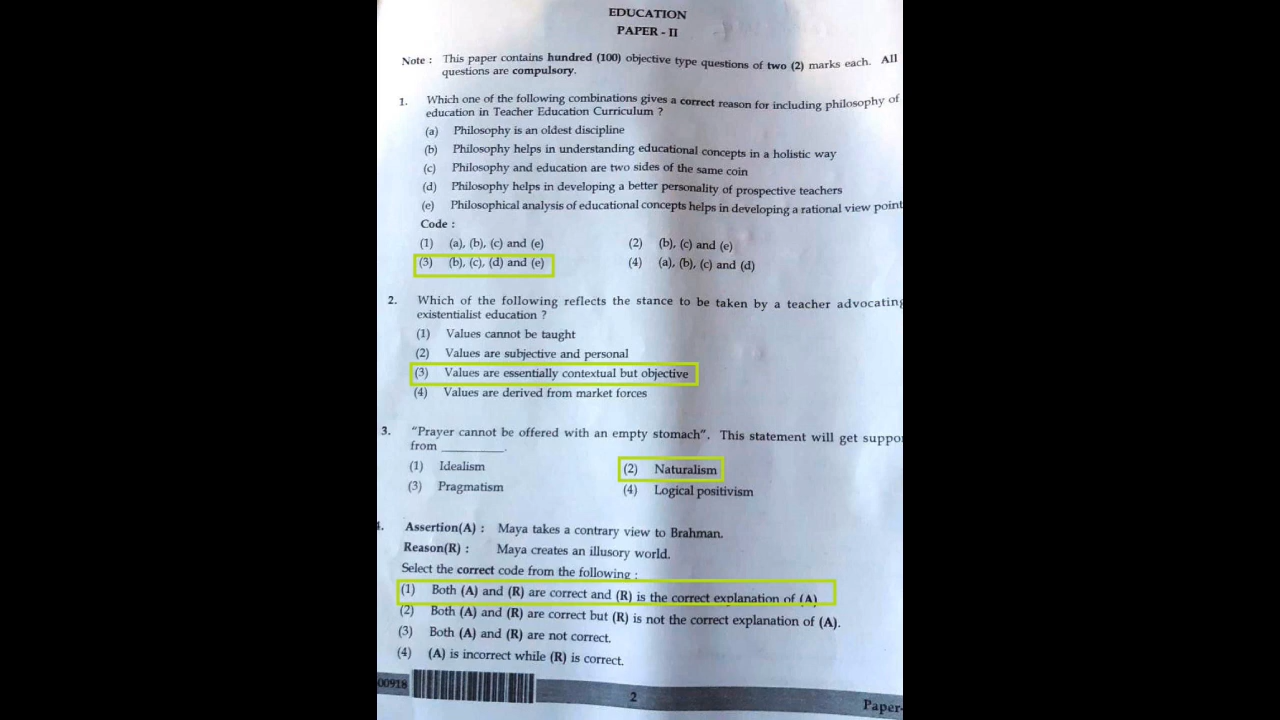 EDUCATION
PAPER - II
Note : This paper contains hundred (100) objective type questions of two (2) marks each. All
questions are compulsory.
1. Which one of the following combinations gives a correct reason for including philosophy of
education in Teacher Education Curriculum ?
(a) Philosophy is an oldest discipline
(b) Philosophy helps in understanding educational concepts in a holistic way
(c) Philosophy and education are two sides of the same coin
(d) Philosophy helps in developing a better personality of prospective teachers
(e) Philosophical analysis of educational concepts helps in developing a rational view point
Code :
(1) (a), (b), (c) and (e) (2) (b), (c) and (e)
(3) (b), (c), (d) and (e) (4) (a), (b), (c) and (d)
2. Which of the following reflects the stance to be taken by a teacher advocating
existentialist education ?
(1) Values cannot be taught
(2) Values are subjective and personal
(3) Values are essentially contextual but objective
(4) Values are derived from market forces
3. "Prayer cannot be offered with an empty stomach". This statement will get suppo
from _________.
(1) Idealism (2) Naturalism
(3) Pragmatism (4) Logical positivism
Assertion(A) : Maya takes a contrary view to Brahman.
Reason(R) : Maya creates an illusory world.
Select the correct code from the following :
(1) Both (A) and (R) are correct and (R) is the correct explanation of (A)
(2) Both (A) and (R) are correct but (R) is not the correct explanation of (A).
(3) Both (A) and (R) are not correct.
(4) (A) is incorrect while (R) is correct.
00918 2 Paper-